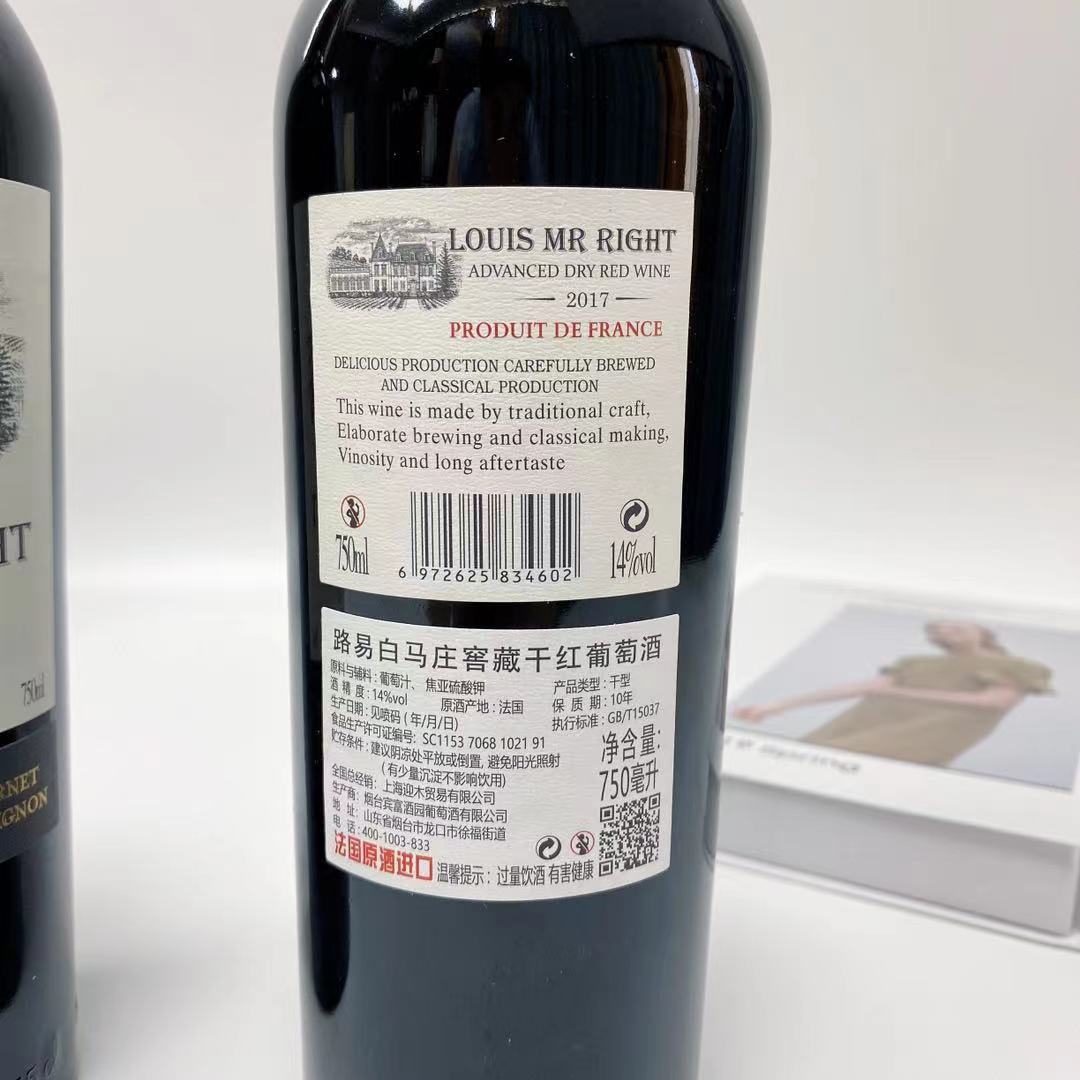 LOUIS MR RIGHT
ADVANCED DRY RED WINE
2017
PRODUIT DE FRANCE
DELICIOUS PRODUCTION CAREFULLY BREWED
AND CLASSICAL PRODUCTION
This wine is made by traditional craft,
Elaborate brewing and classical making,
Vinosity and long aftertaste
750ml
6 972625 834602
14%vol
路易白马庄窖藏干红葡萄酒
原料与辅料: 葡萄汁、焦亚硫酸钾
产品类型: 干型
酒 精 度: 14%vol
原酒产地: 法国
保 质 期: 10年
生产日期: 见喷码 (年/月/日)
执行标准: GB/T15037
食品生产许可证编号: SC1153 7068 1021 91
贮存条件: 建议阴凉处平放或倒置, 避免阳光照射
(有少量沉淀不影响饮用)
净含量:
750毫升
全国总经销: 上海迎木贸易有限公司
生产商: 烟台宾富酒园葡萄酒有限公司
地 址: 山东省烟台市龙口市徐福街道
电 话: 400-1003-833
法国原酒进口
温馨提示: 过量饮酒 有害健康
HT
750ml
RNET
IGNON